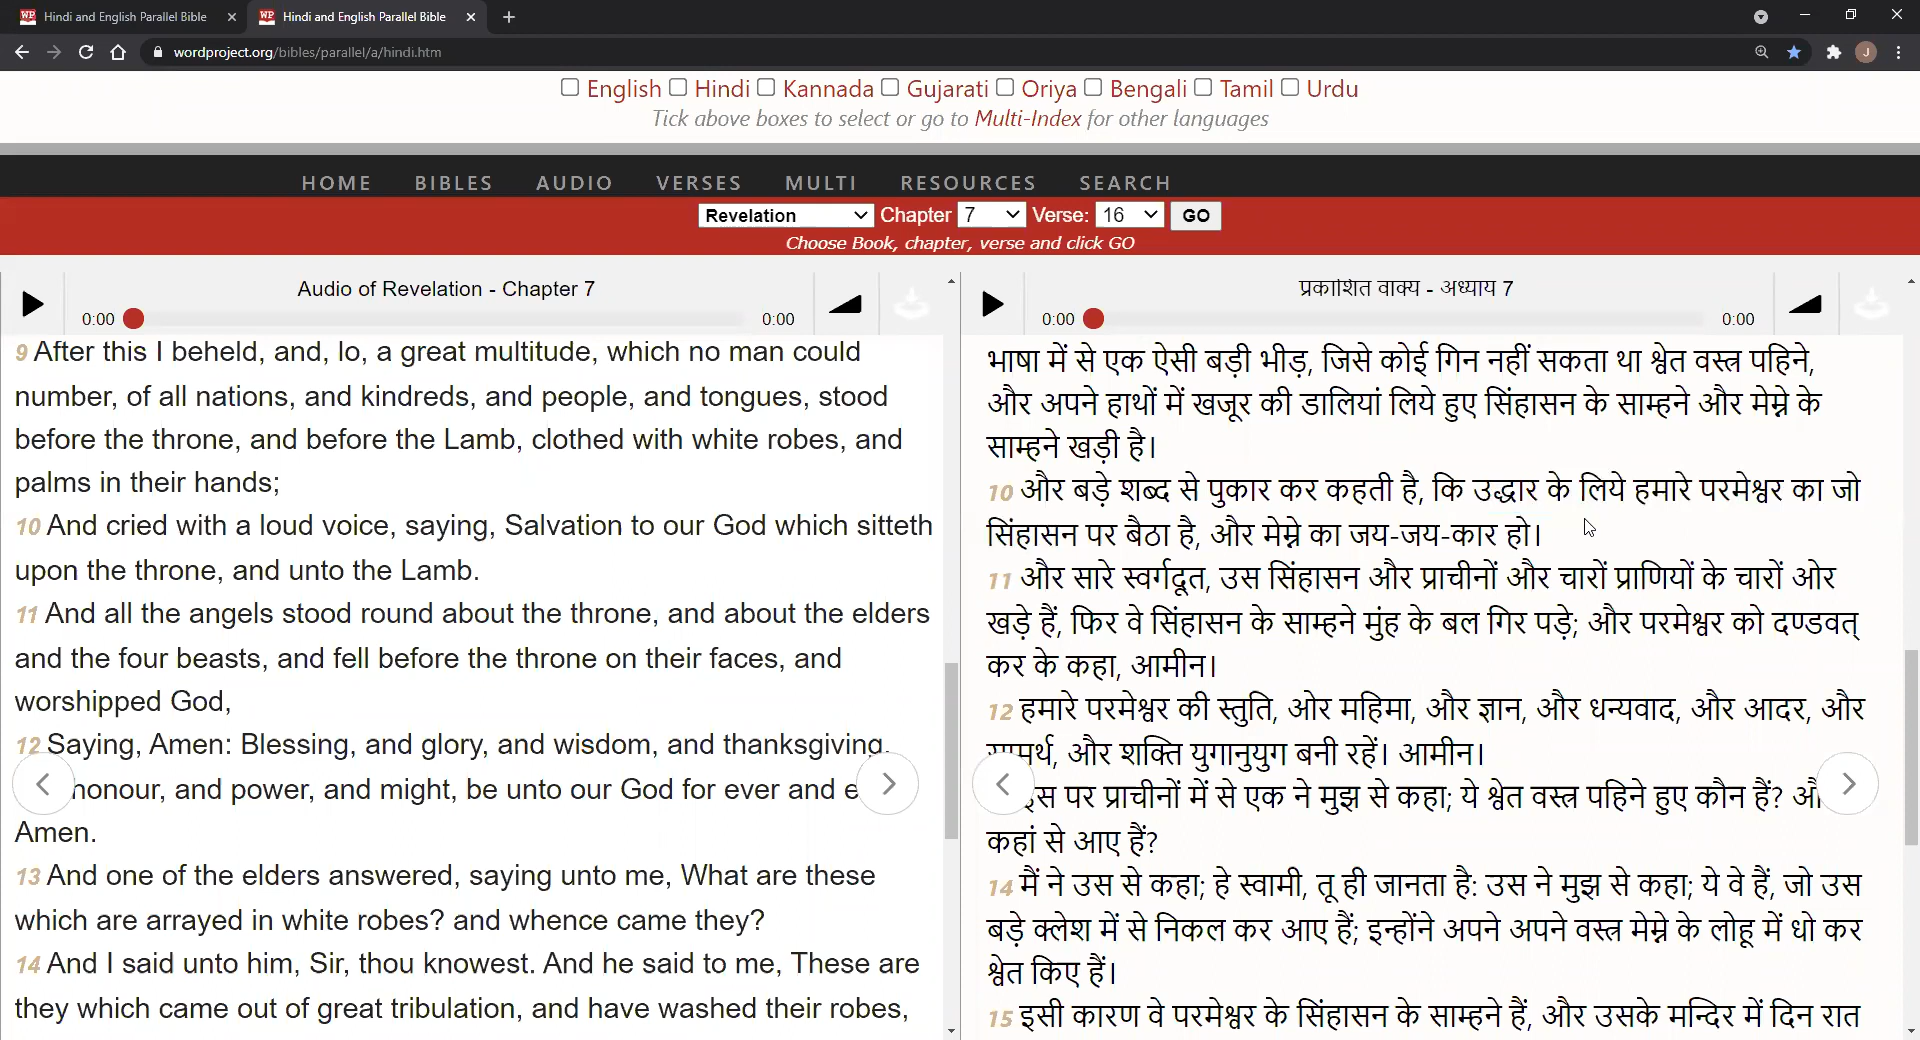 Hindi and English Parallel Bible
Hindi and English Parallel Bible
wordproject.org/bibles/parallel/a/hindi.htm
J
English Hindi Kannada Gujarati Oriya Bengali Tamil Urdu
Tick above boxes to select or go to Multi-Index for other languages
HOME BIBLES AUDIO VERSES MULTI RESOURCES SEARCH
Revelation Chapter 7 Verse: 16 GO
Choose Book, chapter, verse and click GO
Audio of Revelation - Chapter 7
0:00 0:00
9 After this I beheld, and, lo, a great multitude, which no man could
number, of all nations, and kindreds, and people, and tongues, stood
before the throne, and before the Lamb, clothed with white robes, and
palms in their hands;
10 And cried with a loud voice, saying, Salvation to our God which sitteth
upon the throne, and unto the Lamb.
11 And all the angels stood round about the throne, and about the elders
and the four beasts, and fell before the throne on their faces, and
worshipped God,
12 Saying, Amen: Blessing, and glory, and wisdom, and thanksgiving,
honour, and power, and might, be unto our God for ever and
Amen.
13 And one of the elders answered, saying unto me, What are these
which are arrayed in white robes? and whence came they?
14 And I said unto him, Sir, thou knowest. And he said to me, These are
they which came out of great tribulation, and have washed their robes,
प्रकाशित वाक्य - अध्याय 7
0:00 0:00
भाषा में से एक ऐसी बड़ी भीड़, जिसे कोई गिन नहीं सकता था श्वेत वस्त्र पहिने,
और अपने हाथों में खजूर की डालियां लिये हुए सिंहासन के साम्हने और मेम्ने के
साम्हने खड़ी है।
10 और बड़े शब्द से पुकार कर कहती है, कि उद्धार के लिये हमारे परमेश्वर का जो
सिंहासन पर बैठा है, और मेम्ने का जय-जय-कार हो।
11 और सारे स्वर्गदूत, उस सिंहासन और प्राचीनों और चारों प्राणियों के चारों ओर
खड़े हैं, फिर वे सिंहासन के साम्हने मुंह के बल गिर पड़े; और परमेश्वर को दण्डवत्
कर के कहा, आमीन।
12 हमारे परमेश्वर की स्तुति, ओर महिमा, और ज्ञान, और धन्यवाद, और आदर, और
सामर्थ, और शक्ति युगानुयुग बनी रहें। आमीन।
इस पर प्राचीनों में से एक ने मुझ से कहा; ये श्वेत वस्त्र पहिने हुए कौन हैं?
कहां से आए हैं?
14 मैं ने उस से कहा; हे स्वामी, तू ही जानता है: उस ने मुझ से कहा; ये वे हैं, जो उस
बड़े क्लेश में से निकल कर आए हैं; इन्होंने अपने अपने वस्त्र मेम्ने के लोहू में धो कर
श्वेत किए हैं।
15 इसी कारण वे परमेश्वर के सिंहासन के साम्हने हैं, और उसके मन्दिर में दिन रात